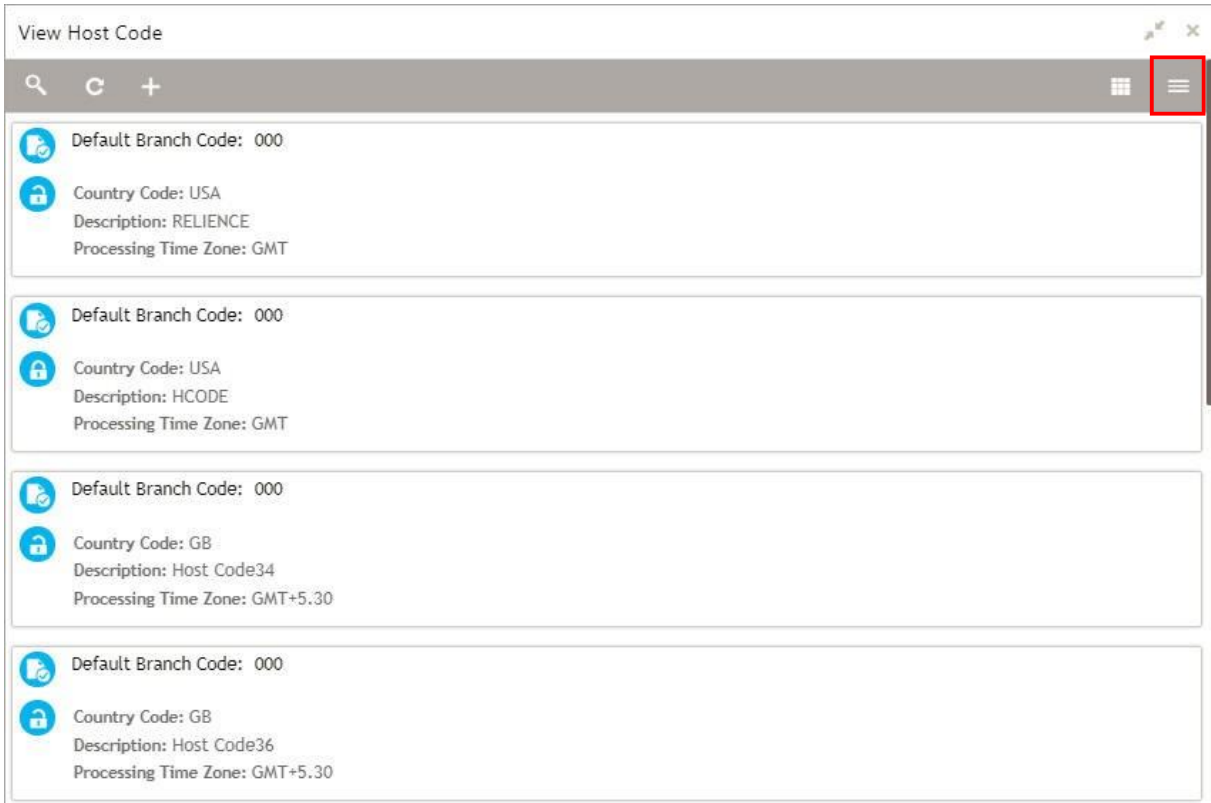 View Host Code
Default Branch Code: 000
Country Code: USA
Description: RELIENCE
Processing Time Zone: GMT
Default Branch Code: 000
Country Code: USA
Description: HCODE
Processing Time Zone: GMT
Default Branch Code: 000
Country Code: GB
Description: Host Code34
Processing Time Zone: GMT+5.30
Default Branch Code: 000
Country Code: GB
Description: Host Code36
Processing Time Zone: GMT+5.30